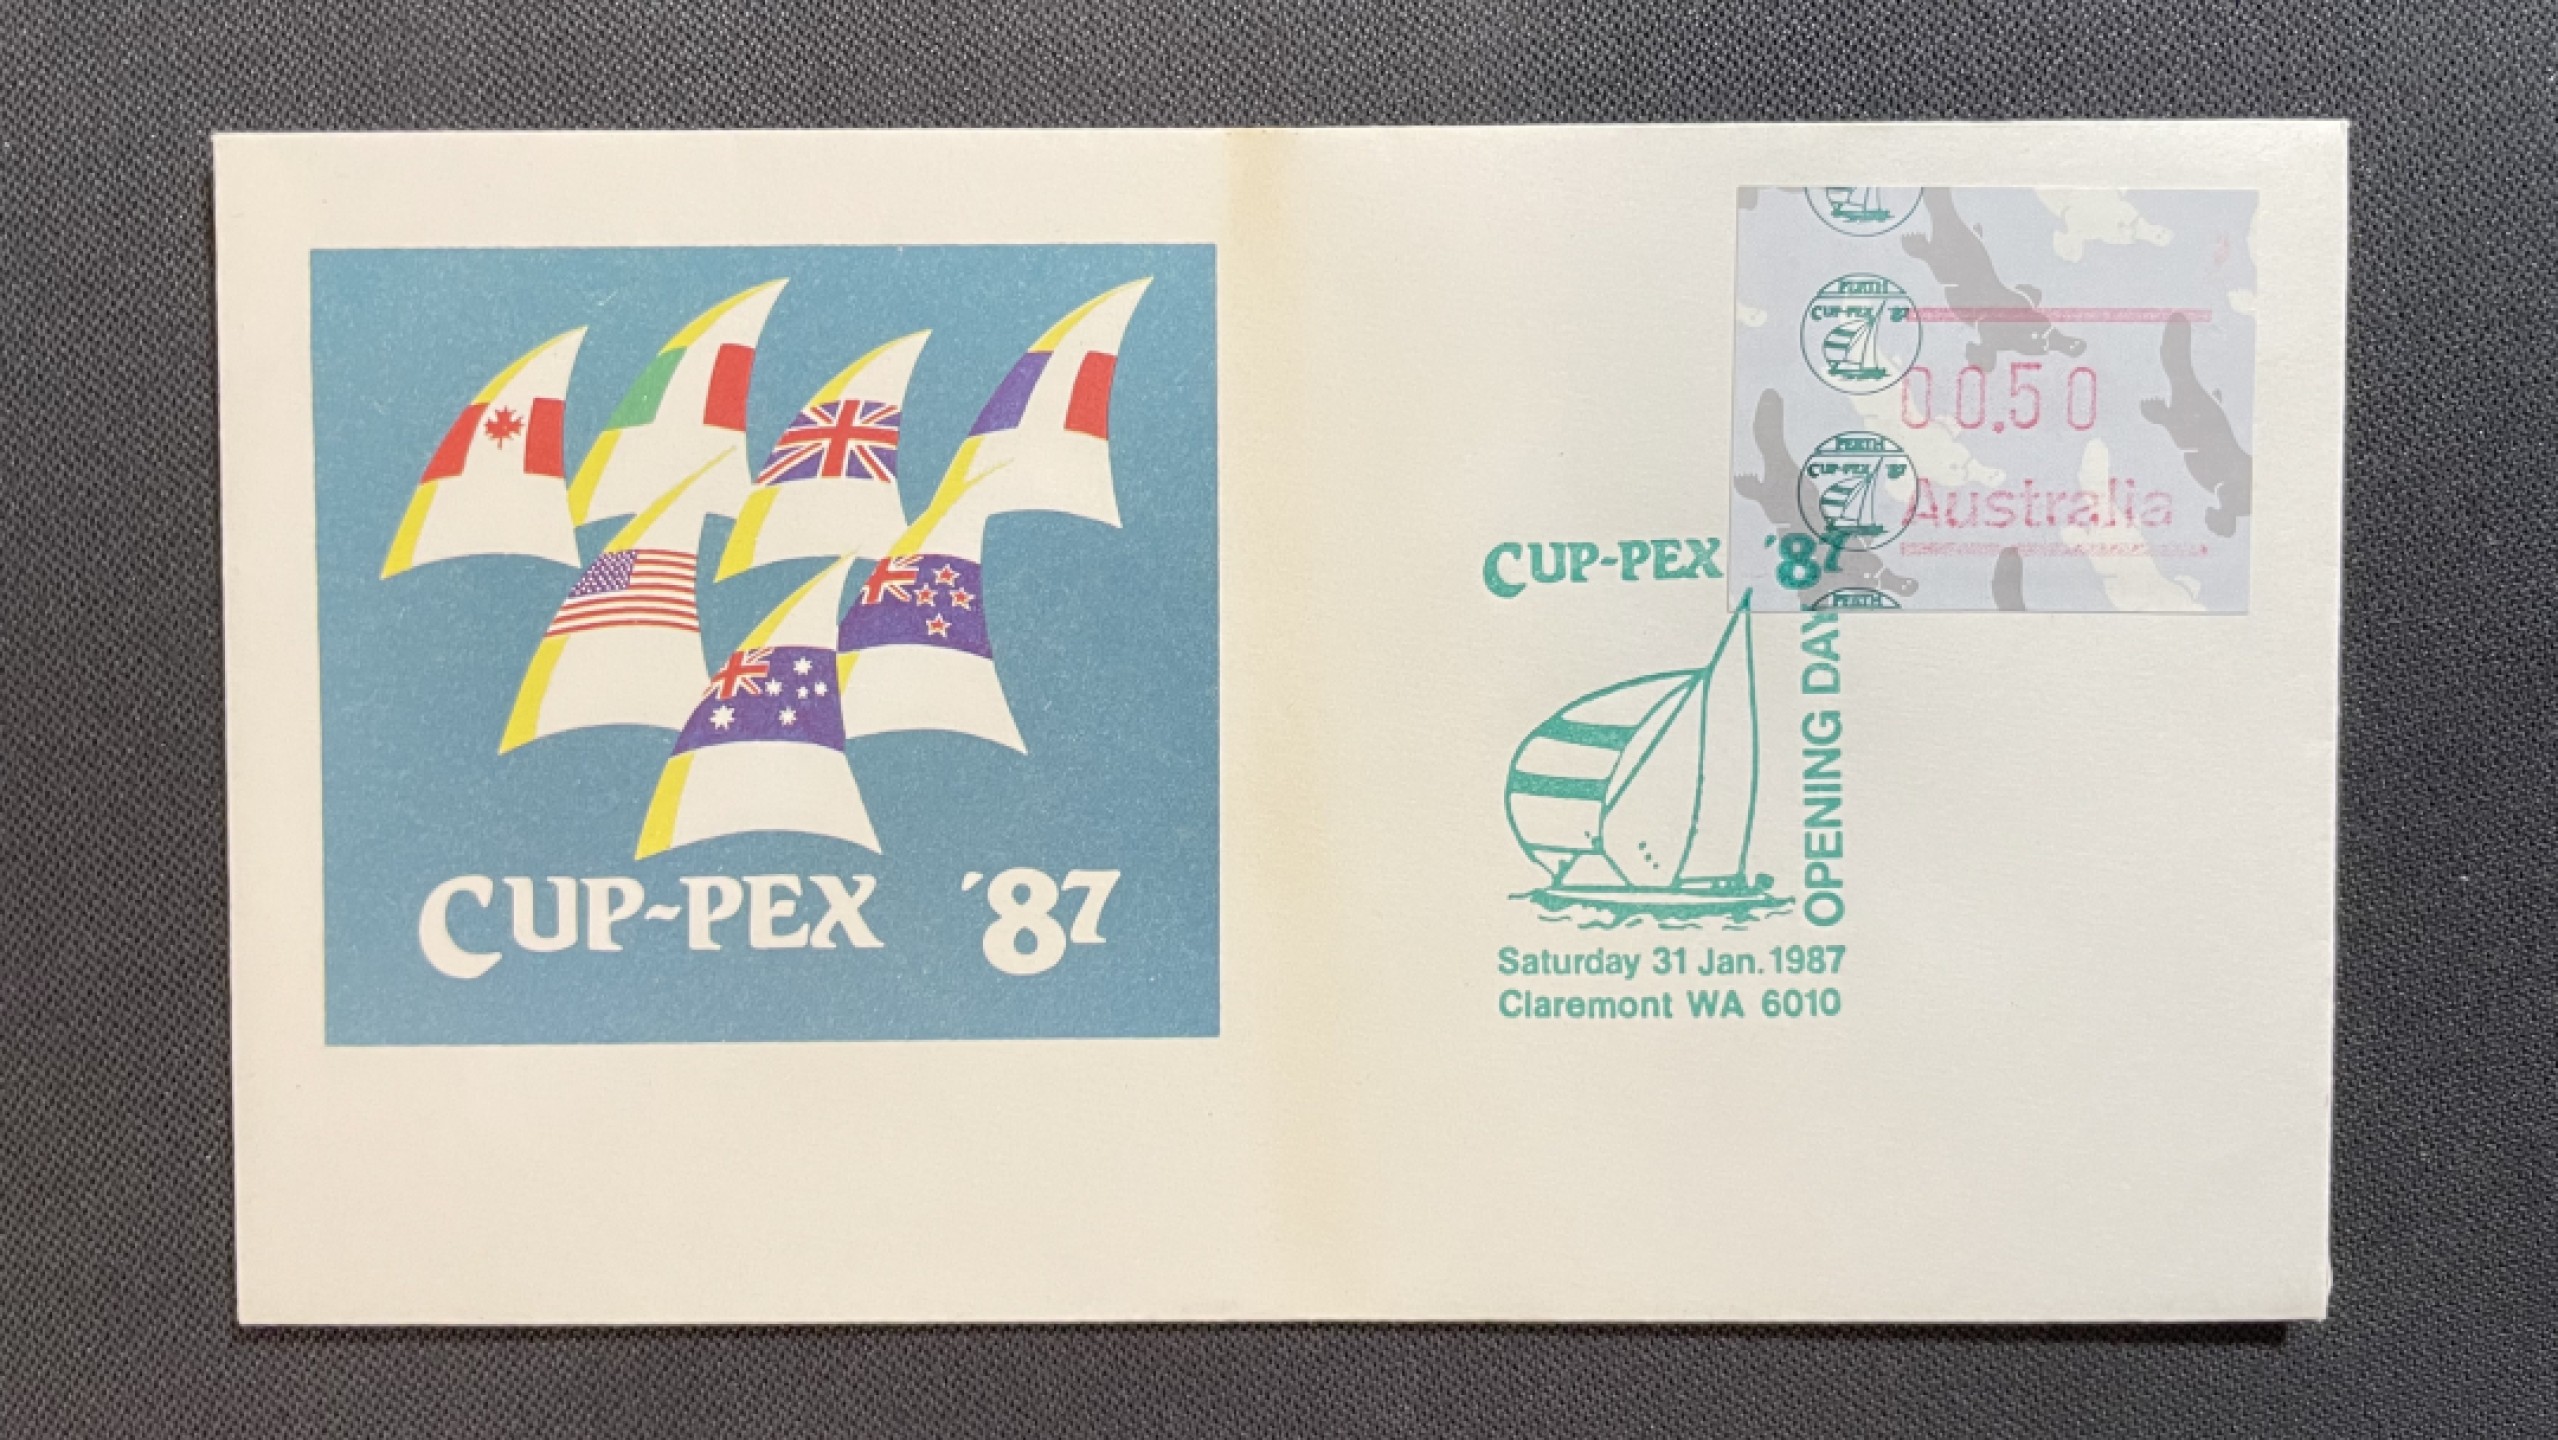 CUP-PEX '87
PERTH
CUP-PEX '87
00.50
PERTH
CUP-PEX '87
Australia
PERTH
CUP-PEX '87
OPENING DAY
Saturday 31 Jan. 1987
Claremont WA 6010